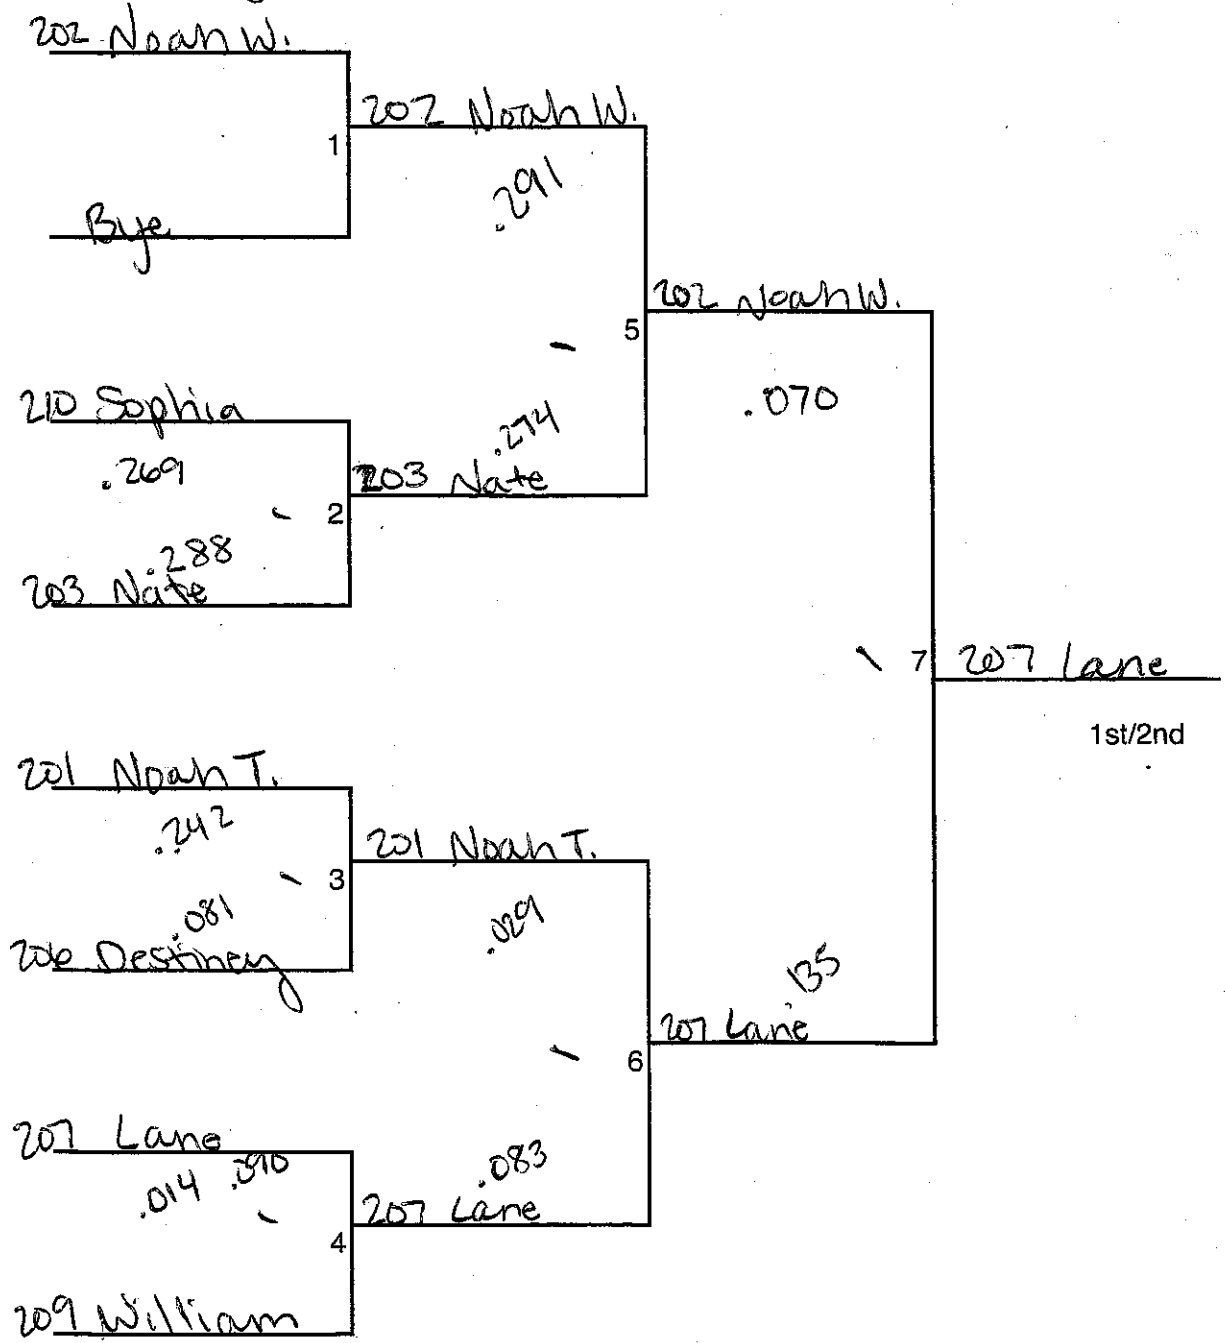 202 Noah W.
202 Noah W.
1
.291
Bye
202 Noah W.
5
210 Sophia
.070
.274
.269
203 Nate
2
.288
203 Nate
7
207 Lane
1st/2nd
201 Noah T.
.242
201 Noah T.
3
.081
.029
206 Destiney
.135
207 Lane
6
207 Lane
.083
.014 .090
207 Lane
4
209 William